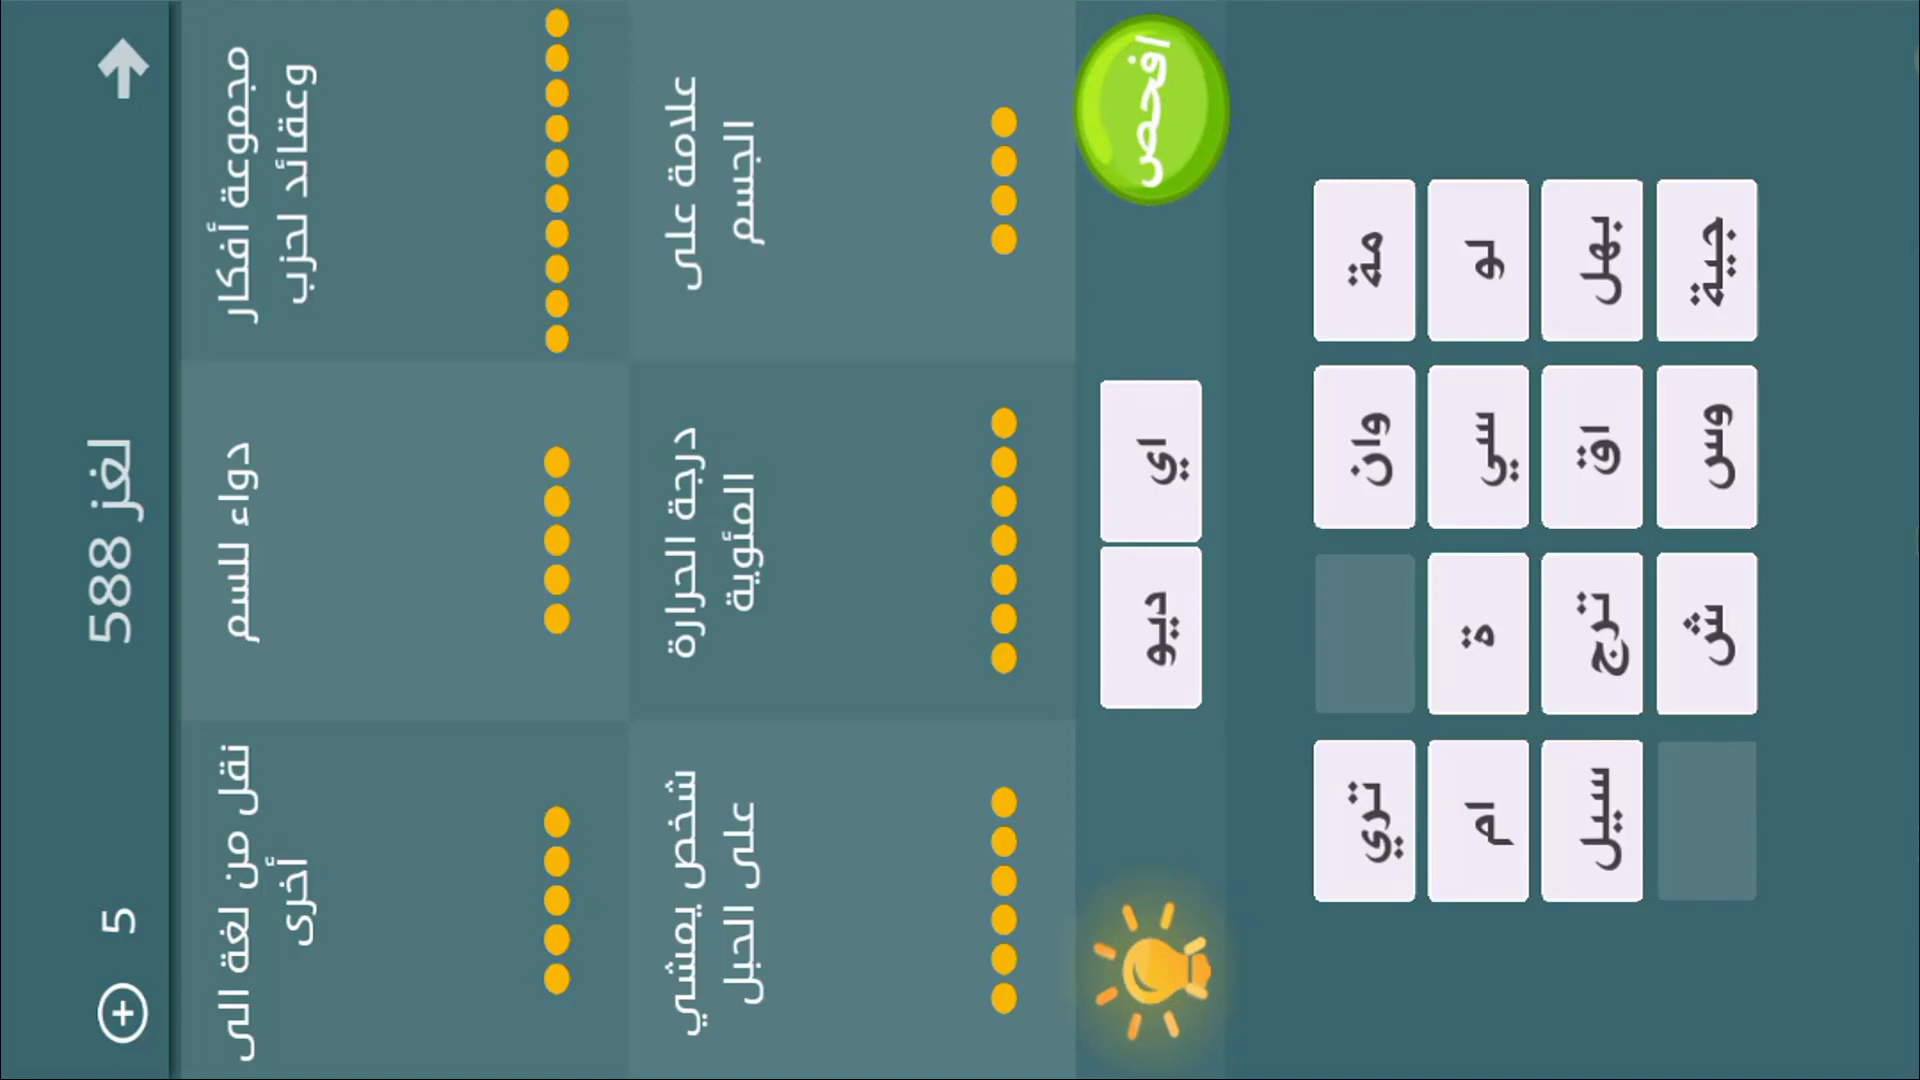 لغز 588
5
مجموعة أفكار
وعقائد لحزب
دواء للسم
نقل من لغة الى
أخرى
علامة على
الجسم
درجة الحرارة
المئوية
شخص يمشي
على الحبل
افحص
اي ديو
مة وان تري
لو سي ة ام
بهل اق ترج سيل
جية وس ش